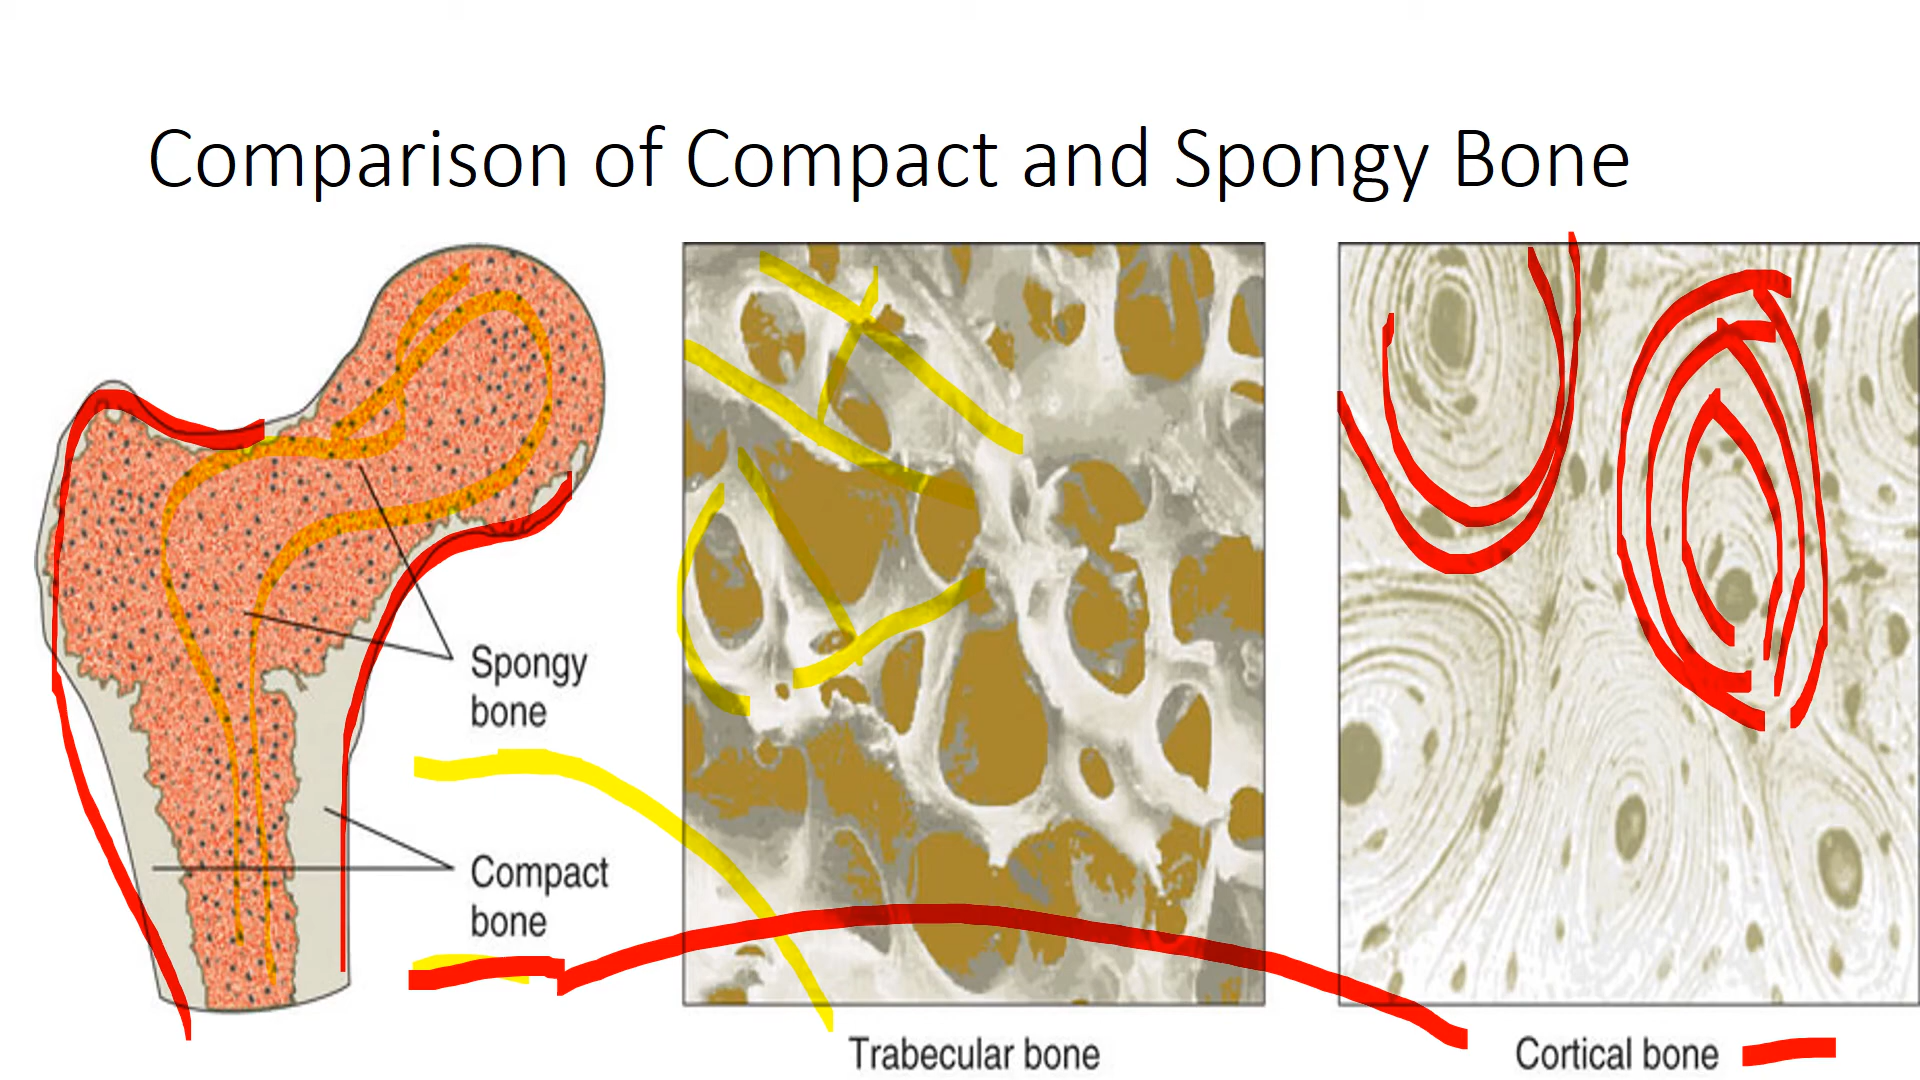 Comparison of Compact and Spongy Bone
Spongy
bone
Compact
bone
Trabecular bone
Cortical bone